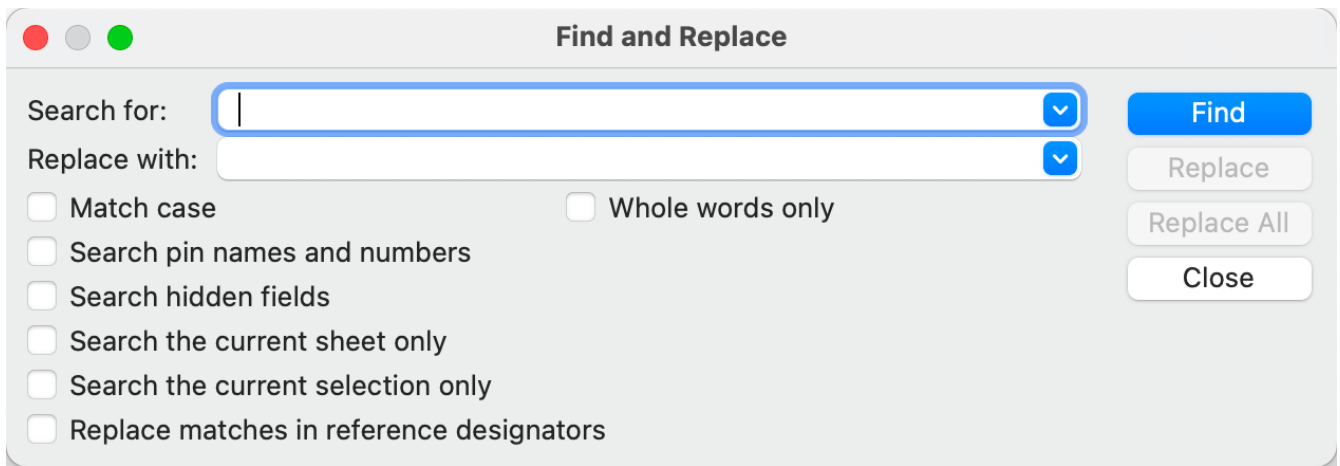 Find and Replace
Search for:
Find
Replace with:
Replace
Match case
Whole words only
Replace All
Search pin names and numbers
Search hidden fields
Close
Search the current sheet only
Search the current selection only
Replace matches in reference designators